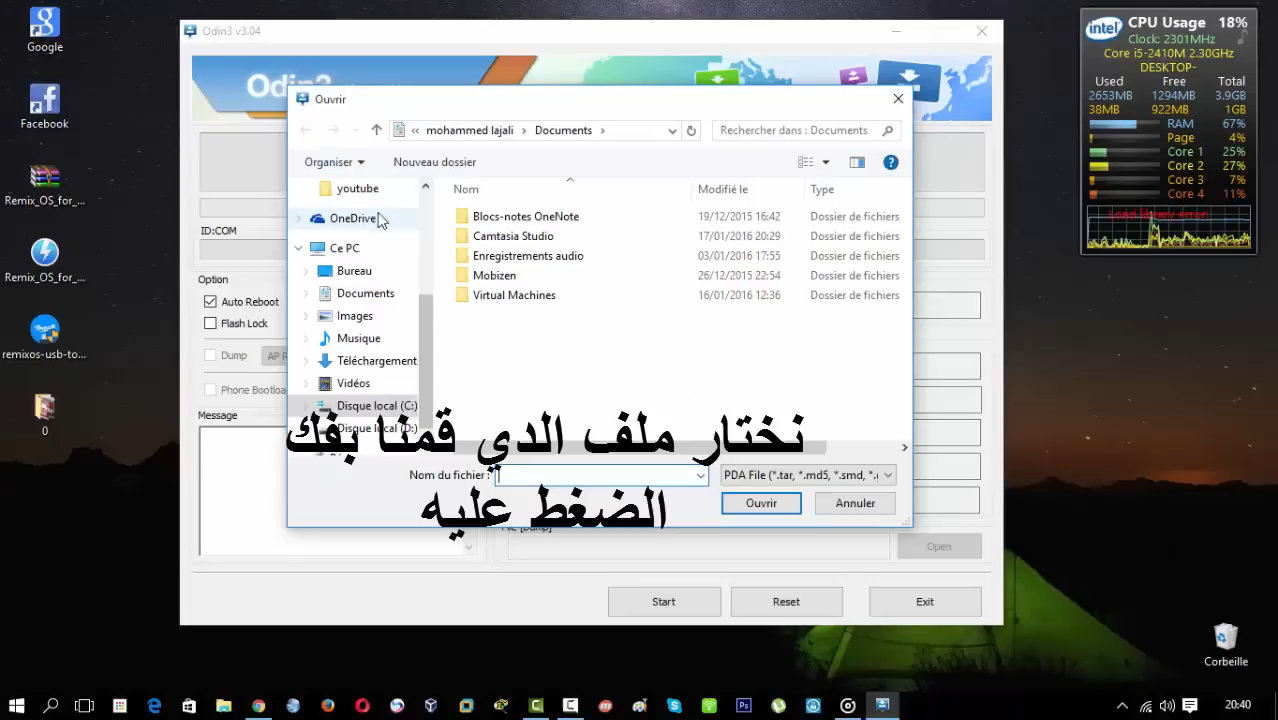 Google
Facebook
Remix_OS_for_...
Remix_OS_for_...
remixos-usb-to...
0
Odin3 v3.04
ID:COM
Option
Auto Reboot
Flash Lock
Dump
Phone Bootloa
Message
Ouvrir
« mohammed lajali › Documents ›
Rechercher dans : Documents
Organiser
Nouveau dossier
youtube
OneDrive
Ce PC
Bureau
Documents
Images
Musique
Téléchargement
Vidéos
Disque local (C:)
Disque local (D:)
Nom
Modifié le
Type
Blocs-notes OneNote 19/12/2015 16:42 Dossier de fichiers
Camtasia Studio 17/01/2016 20:29 Dossier de fichiers
Enregistrements audio 03/01/2016 17:55 Dossier de fichiers
Mobizen 26/12/2015 22:54 Dossier de fichiers
Virtual Machines 16/01/2016 12:36 Dossier de fichiers
نختار ملف الدي قمنا بفك
الضغط عليه
Nom du fichier :
PDA File (*.tar, *.md5, *.smd, *.
Ouvrir
Annuler
File [Dump]
Open
Start
Reset
Exit
intel
CPU Usage 18%
Clock: 2301MHz
Core i5-2410M 2.30GHz
DESKTOP-
Used Free Total
2653MB 1294MB 3.9GB
38MB 922MB 1GB
RAM 67%
Page 4%
Core 1 25%
Core 2 27%
Core 3 7%
Core 4 11%
Load library error!
Corbeille
20:40